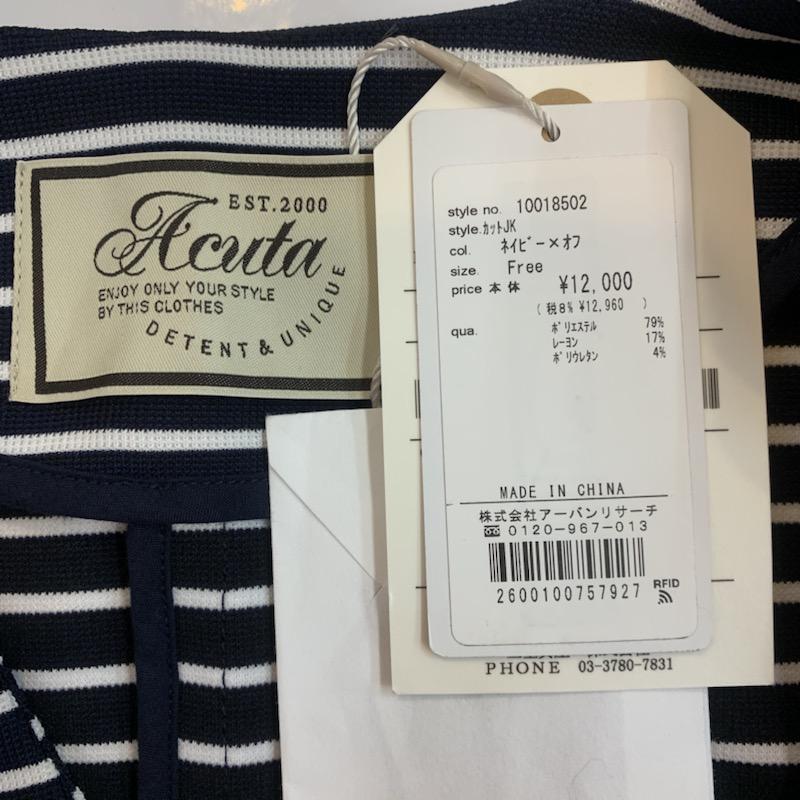 EST.2000
Acuta
ENJOY ONLY YOUR STYLE
BY THIS CLOTHES
DETENT & UNIQUE
style no. 10018502
style.カットJK
col. ネイビー×オフ
size. Free
price 本体 ¥12,000
( 税8% ¥12,960 )
qua. ポリエステル 79%
レーヨン 17%
ポリウレタン 4%
MADE IN CHINA
株式会社アーバンリサーチ
0120-967-013
2600100757927
RFID
PHONE 03-3780-7831